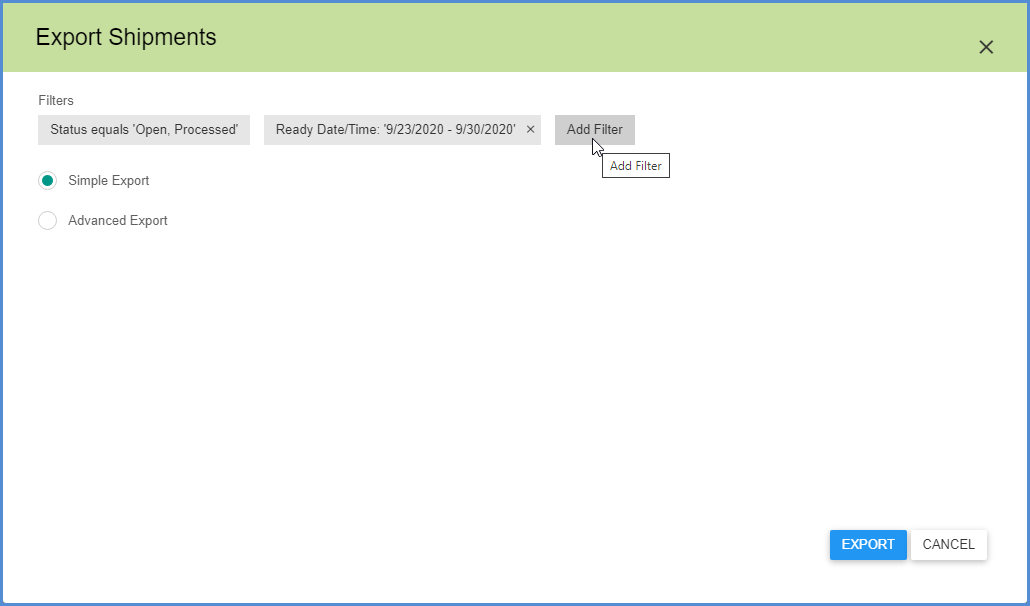 Export Shipments
Filters
Status equals 'Open, Processed' Ready Date/Time: '9/23/2020 - 9/30/2020' × Add Filter
Add Filter
Simple Export
Advanced Export
EXPORT CANCEL